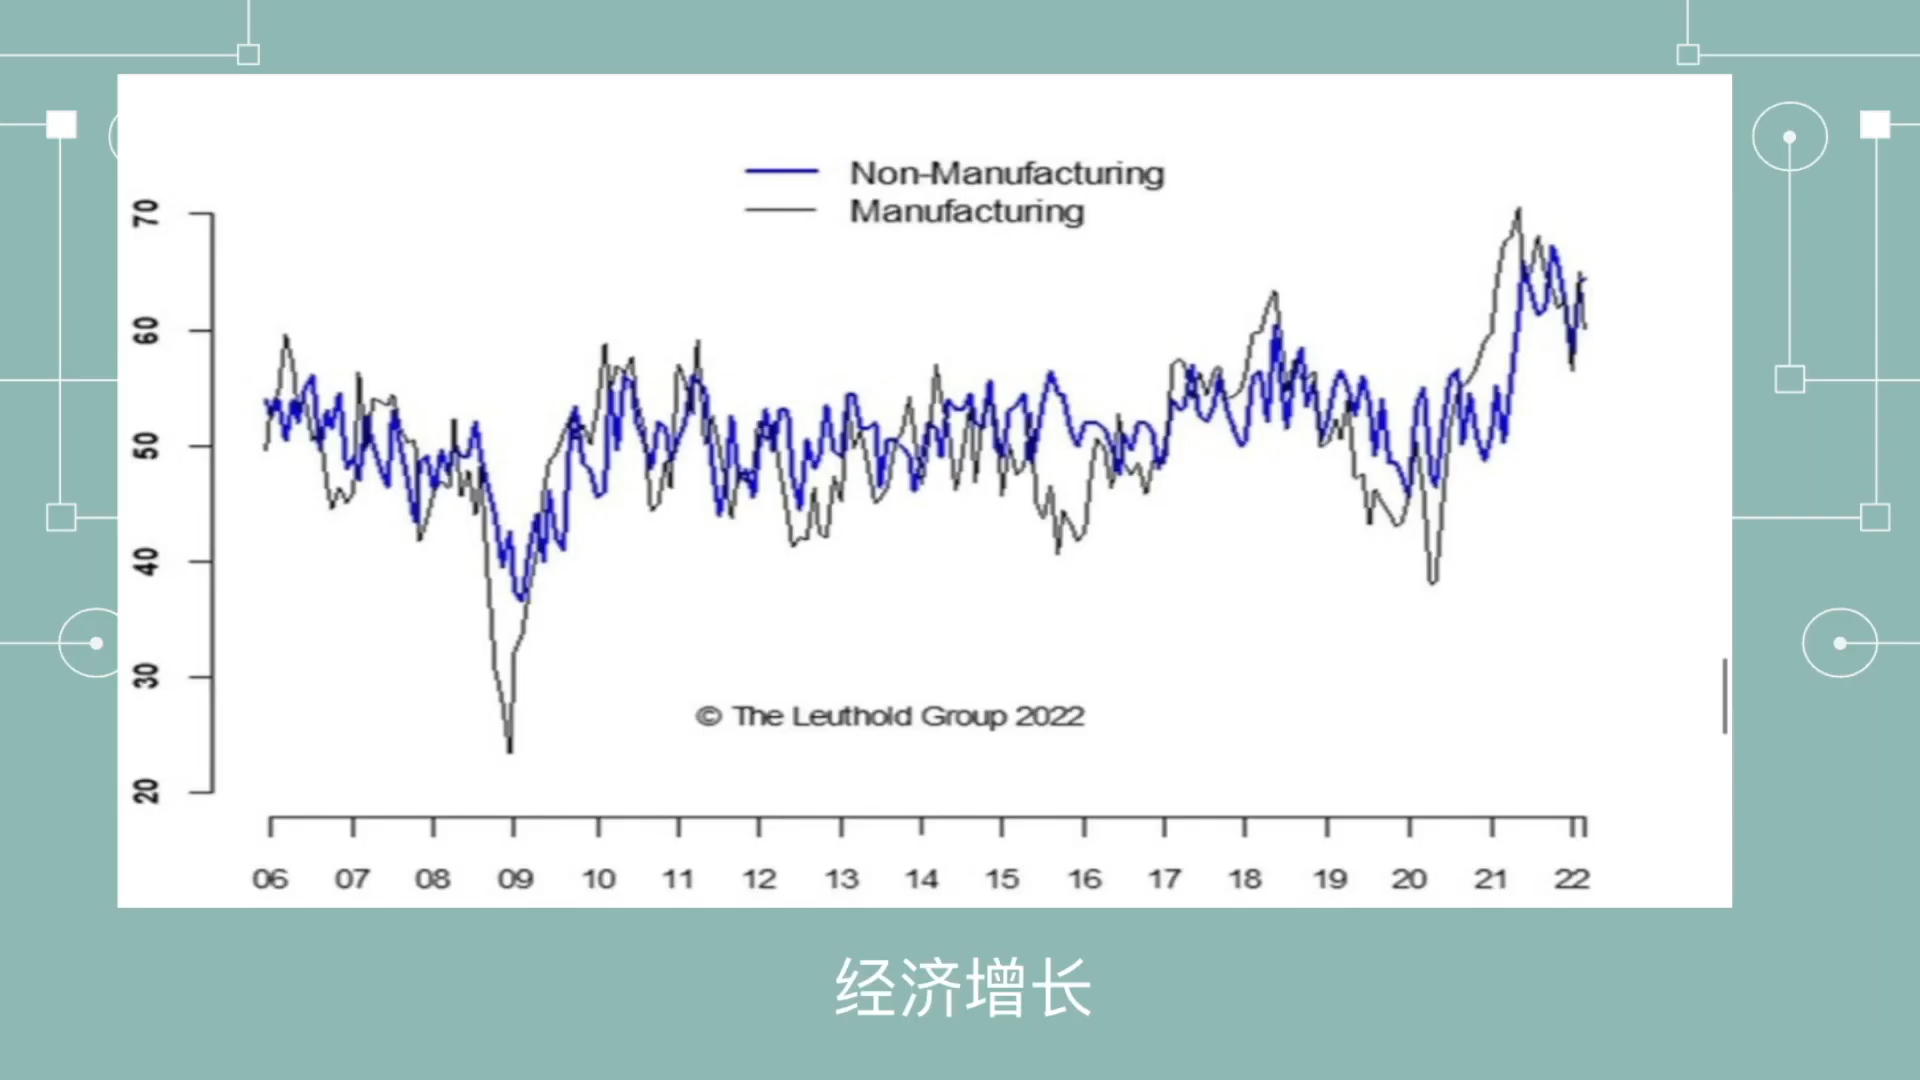 Non-Manufacturing
Manufacturing
70
60
50
40
30
20
© The Leuthold Group 2022
06 07 08 09 10 11 12 13 14 15 16 17 18 19 20 21 22
经济增长